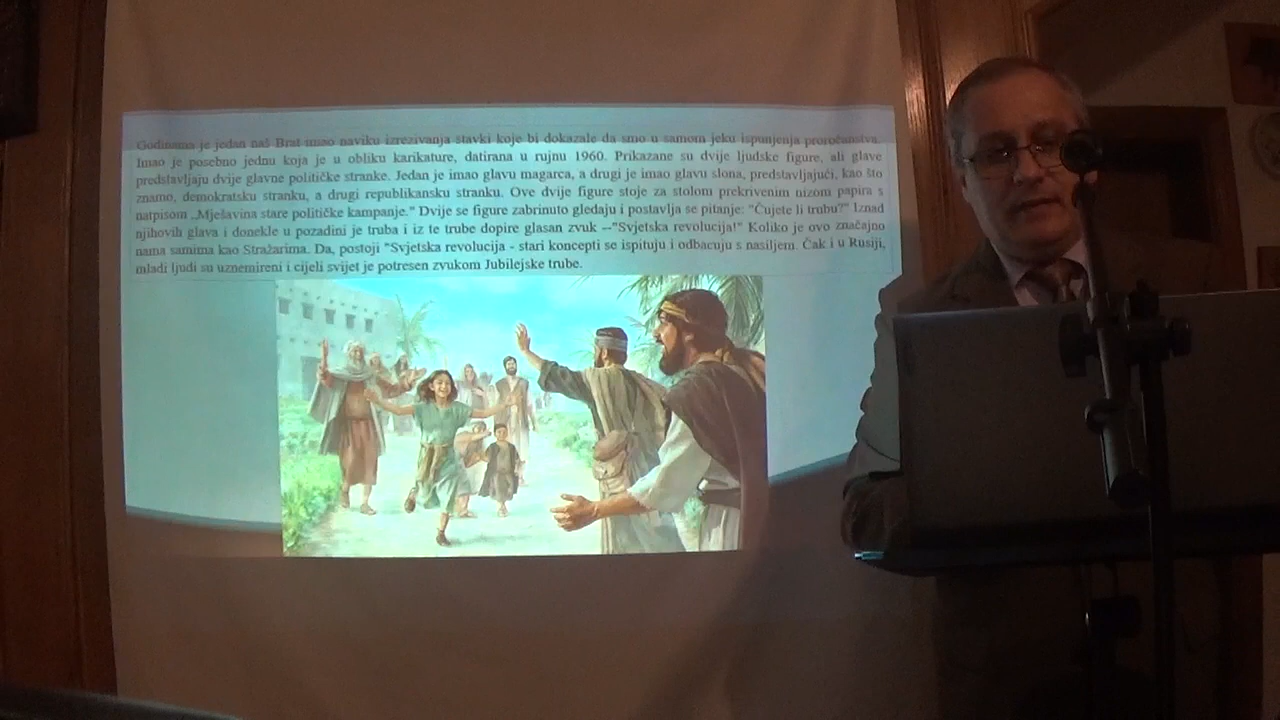 Godinama je jedan naš Brat imao naviku izrezivanja stavki koje bi dokazale da smo u samom jeku ispunjenja proročanstva.
Imao je posebno jednu koja je u obliku karikature, datirana u rujnu 1960. Prikazane su dvije ljudske figure, ali glave
predstavljaju dvije glavne političke stranke. Jedan je imao glavu magarca, a drugi je imao glavu slona, predstavljajući, kao što
znamo, demokratsku stranku, a drugi republikansku stranku. Ove dvije figure stoje za stolom prekrivenim nizom papira s
natpisom „Mješavina stare političke kampanje." Dvije se figure zabrinuto gledaju i postavlja se pitanje: "Čujete li trubu?" Iznad
njihovih glava i donekle u pozadini je truba i iz te trube dopire glasan zvuk --"Svjetska revolucija!" Koliko je ovo značajno
nama samima kao Stražarima. Da, postoji "Svjetska revolucija - stari koncepti se ispituju i odbacuju s nasiljem. Čak i u Rusiji,
mladi ljudi su uznemireni i cijeli svijet je potresen zvukom Jubilejske trube.